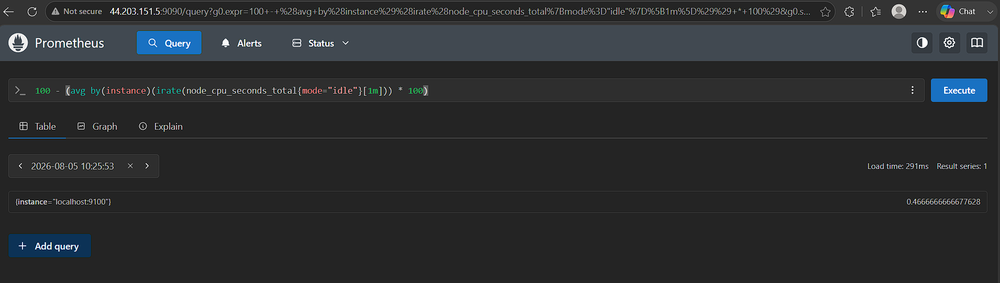 Not secure 44.203.151.5:9090/query?g0.expr=100+-+%28avg+by%28instance%29%28irate%28node_cpu_seconds_total%7Bmode%3D"idle"%7D%5B1m%5D%29%29+*+100%29&g0.s... Chat
Prometheus Query Alerts Status
100 - (avg by(instance)(irate(node_cpu_seconds_total{mode="idle"}[1m])) * 100) Execute
Table Graph Explain
2026-08-05 10:25:53 Load time: 291ms Result series: 1
{instance="localhost:9100"} 0.4666666666677628
+ Add query